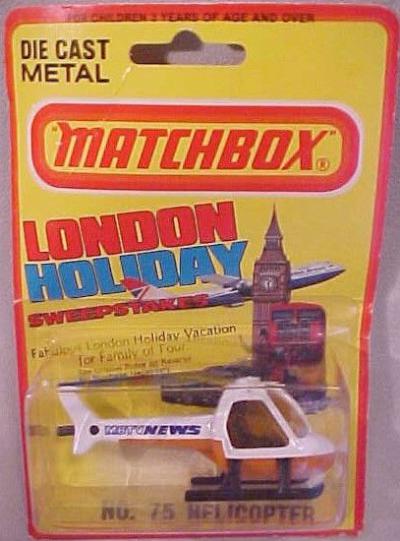 FOR CHILDREN 3 YEARS OF AGE AND OVER
DIE CAST
METAL
"MATCHBOX"®
LONDON
HOLIDAY
SWEEPSTAKES
Fabulous London Holiday Vacation
for Family of Four
MBTV NEWS
NO. 75 HELICOPTER